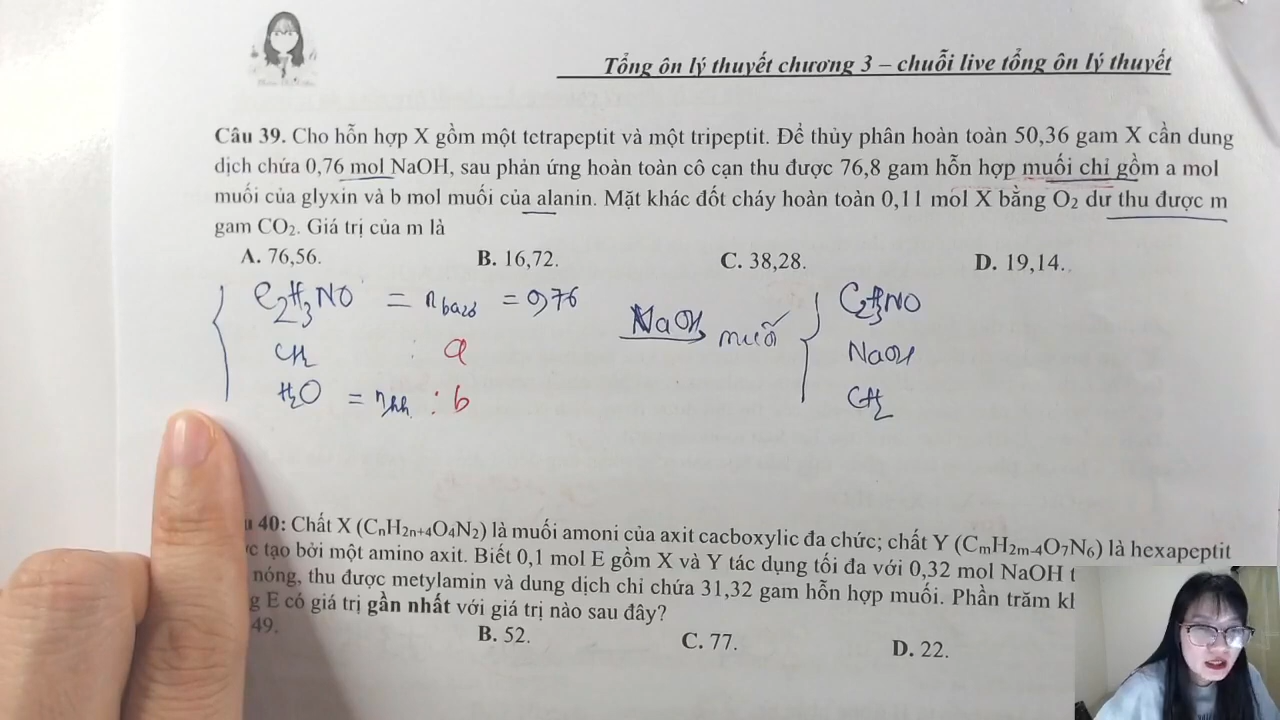 Tổng ôn lý thuyết chương 3 – chuỗi live tổng ôn lý thuyết
Câu 39. Cho hỗn hợp X gồm một tetrapeptit và một tripeptit. Để thủy phân hoàn toàn 50,36 gam X cần dung
dịch chứa 0,76 mol NaOH, sau phản ứng hoàn toàn cô cạn thu được 76,8 gam hỗn hợp muối chỉ gồm a mol
muối của glyxin và b mol muối của alanin. Mặt khác đốt cháy hoàn toàn 0,11 mol X bằng O₂ dư thu được m
gam CO₂. Giá trị của m là
A. 76,56. B. 16,72. C. 38,28. D. 19,14.
C₂H₃NO = n bazơ = 0,76 NaOH muối C₂H₃NO
CH₂ : a NaOH
H₂O = nhh : b CH₂
40: Chất X (CₙH₂ₙ₊₄O₄N₂) là muối amoni của axit cacboxylic đa chức; chất Y (CₘH₂ₘ₋₄O₇N₆) là hexapeptit
tạo bởi một amino axit. Biết 0,1 mol E gồm X và Y tác dụng tối đa với 0,32 mol NaOH
nóng, thu được metylamin và dung dịch chỉ chứa 31,32 gam hỗn hợp muối. Phần trăm
g E có giá trị gần nhất với giá trị nào sau đây?
49. B. 52. C. 77. D. 22.